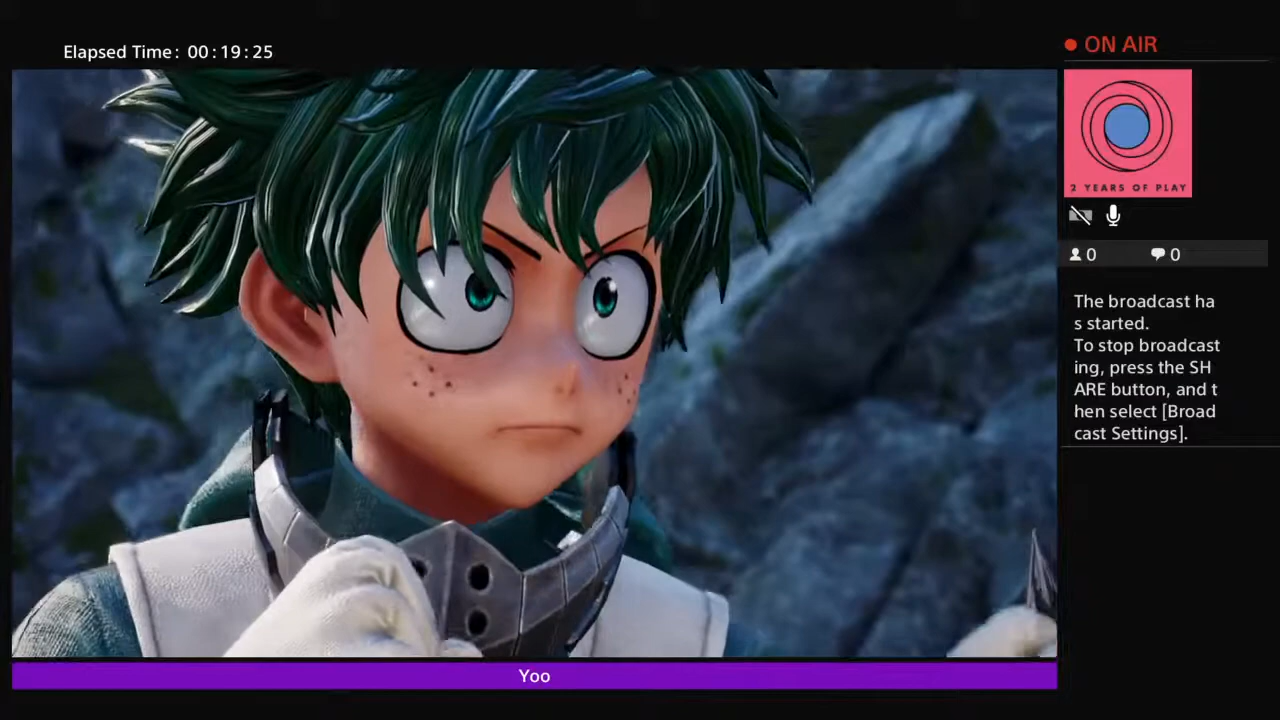 Elapsed Time: 00:19:25
ON AIR
2 YEARS OF PLAY
0 0
The broadcast ha
s started.
To stop broadcast
ing, press the SH
ARE button, and t
hen select [Broad
cast Settings].
Yoo